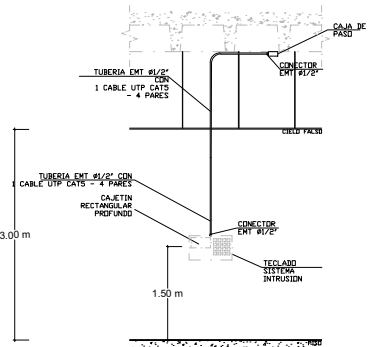 CAJA DE
PASO
CONECTOR
EMT ø1/2"
TUBERIA EMT ø1/2"
CON
1 CABLE UTP CAT5
- 4 PARES
CIELO FALSO
TUBERIA EMT ø1/2" CON
1 CABLE UTP CAT5 - 4 PARES
CAJETIN
RECTANGULAR
PROFUNDO
CONECTOR
EMT ø1/2"
3.00 m
TECLADO
SISTEMA
INTRUSION
1.50 m
PISO